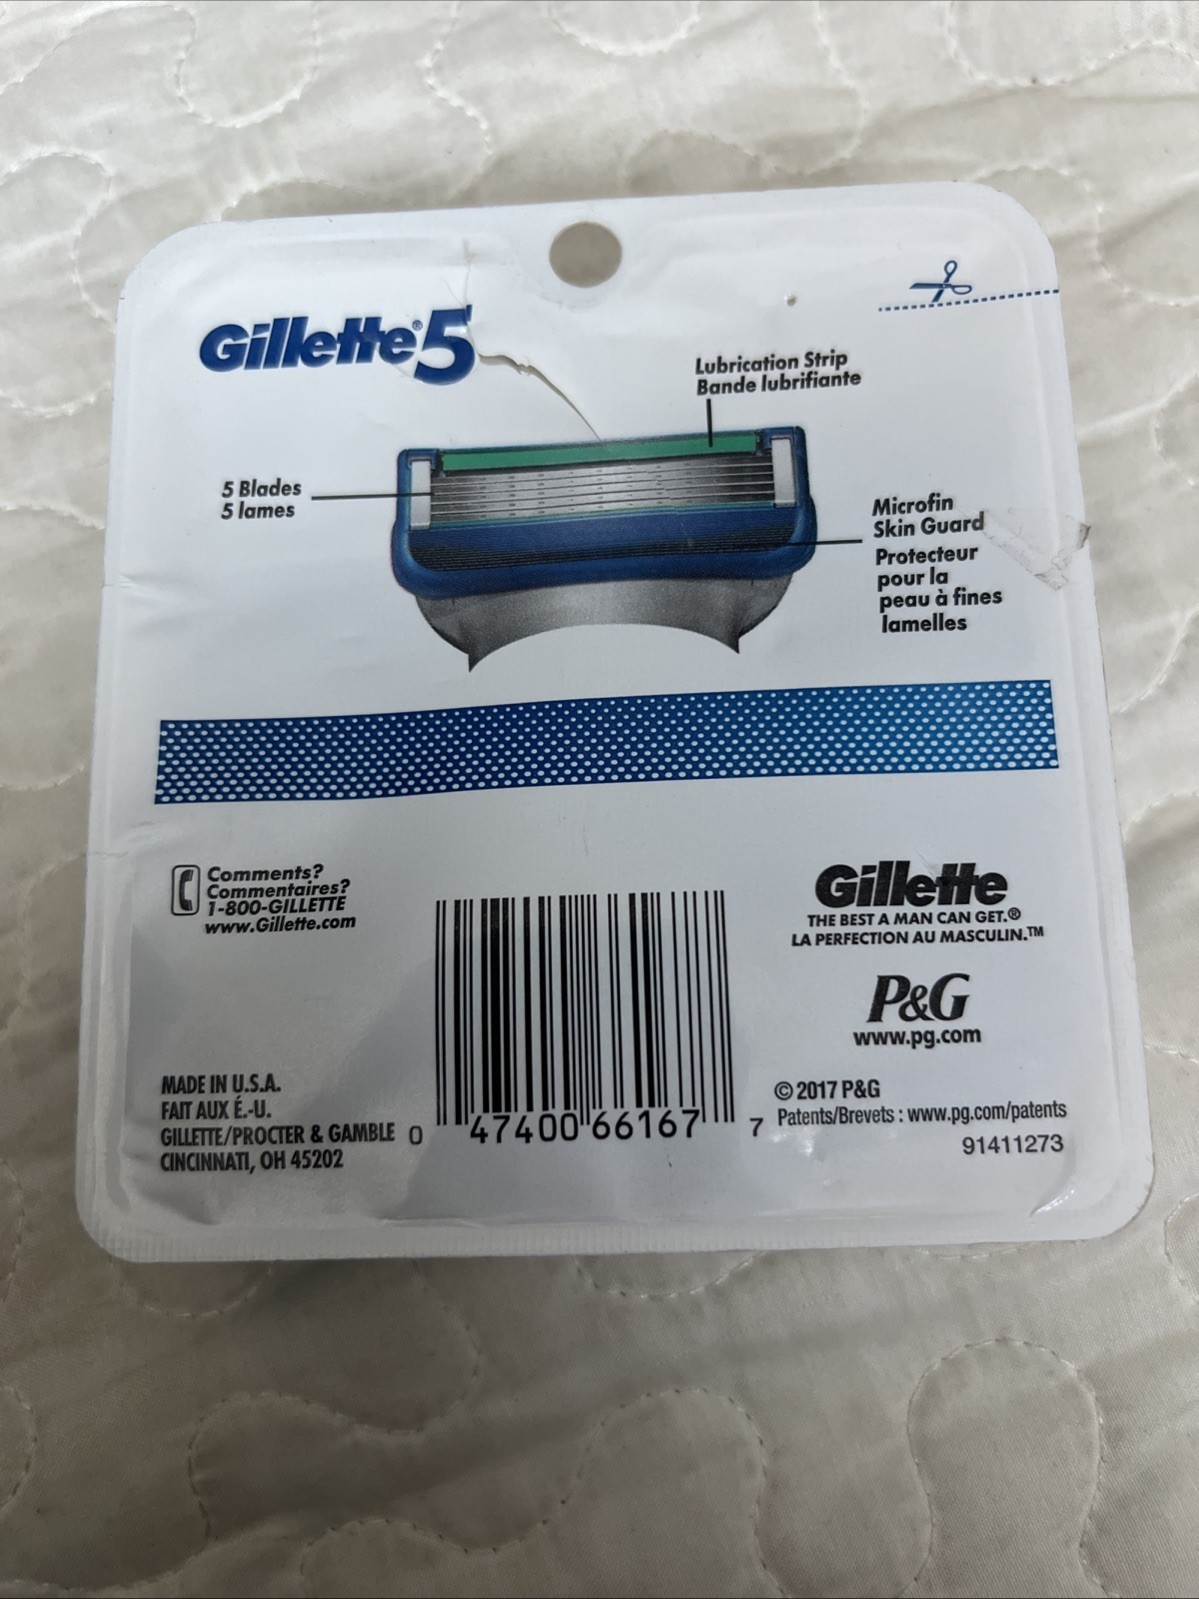 Gillette®5
Lubrication Strip
Bande lubrifiante
5 Blades
5 lames
Microfin
Skin Guard
Protecteur
pour la
peau à fines
lamelles
Comments?
Commentaires?
1-800-GILLETTE
www.Gillette.com
Gillette
THE BEST A MAN CAN GET.®
LA PERFECTION AU MASCULIN.™
P&G
www.pg.com
MADE IN U.S.A.
FAIT AUX É.-U.
GILLETTE/PROCTER & GAMBLE
CINCINNATI, OH 45202
0 47400 66167 7
© 2017 P&G
Patents/Brevets : www.pg.com/patents
91411273